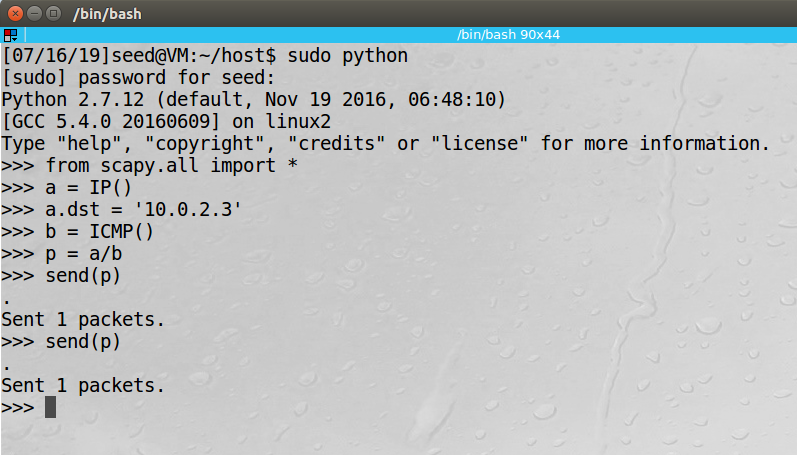 /bin/bash
/bin/bash 90x44
[07/16/19]seed@VM:~/host$ sudo python
[sudo] password for seed:
Python 2.7.12 (default, Nov 19 2016, 06:48:10)
[GCC 5.4.0 20160609] on linux2
Type "help", "copyright", "credits" or "license" for more information.
>>> from scapy.all import *
>>> a = IP()
>>> a.dst = '10.0.2.3'
>>> b = ICMP()
>>> p = a/b
>>> send(p)
.
Sent 1 packets.
>>> send(p)
.
Sent 1 packets.
>>>